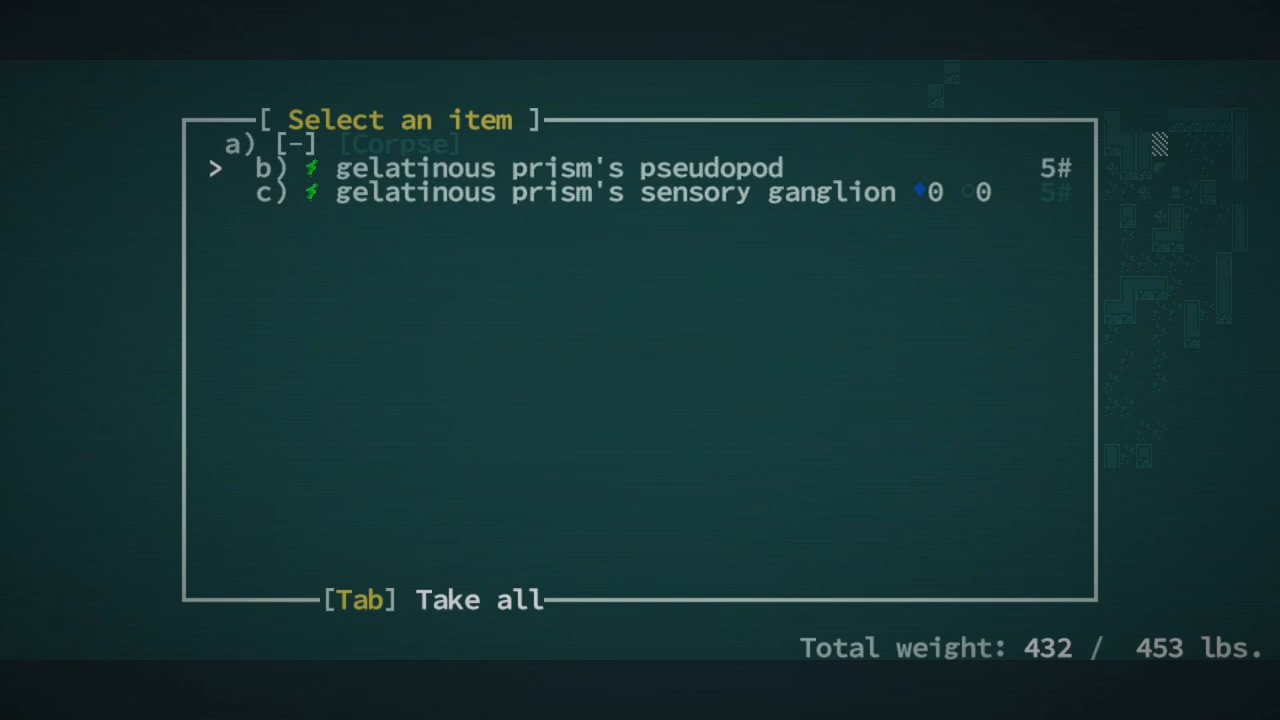 [ Select an item ]
a) [-] [Corpse]
> b) gelatinous prism's pseudopod 5#
c) gelatinous prism's sensory ganglion ♦0 ○0 5#
[Tab] Take all
Total weight: 432 / 453 lbs.